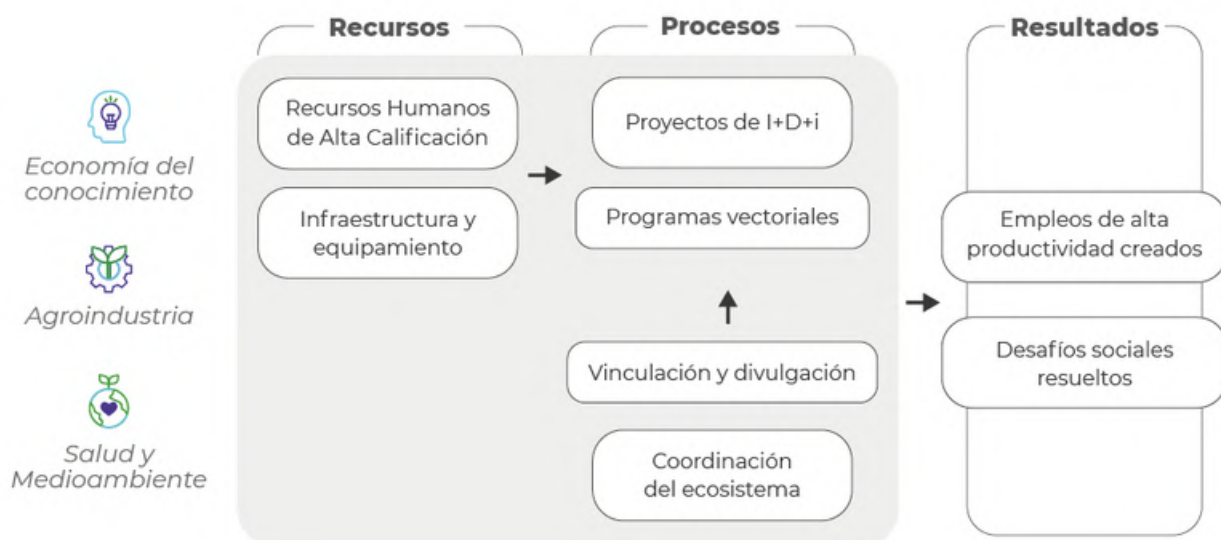 Recursos
Procesos
Resultados
Economía del
conocimiento
Agroindustria
Salud y
Medioambiente
Recursos Humanos
de Alta Calificación
Infraestructura y
equipamiento
Proyectos de I+D+i
Programas vectoriales
Vinculación y divulgación
Coordinación
del ecosistema
Empleos de alta
productividad creados
Desafíos sociales
resueltos